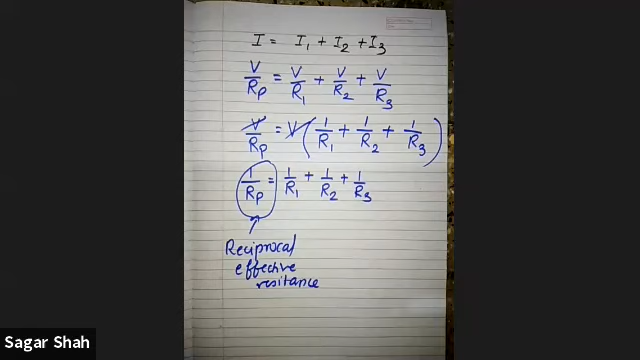 I = I₁ + I₂ + I₃
V/Rp = V/R₁ + V/R₂ + V/R₃
V/Rp = V(1/R₁ + 1/R₂ + 1/R₃)
1/Rp = 1/R₁ + 1/R₂ + 1/R₃
Reciprocal
effective
resitance
Sagar Shah